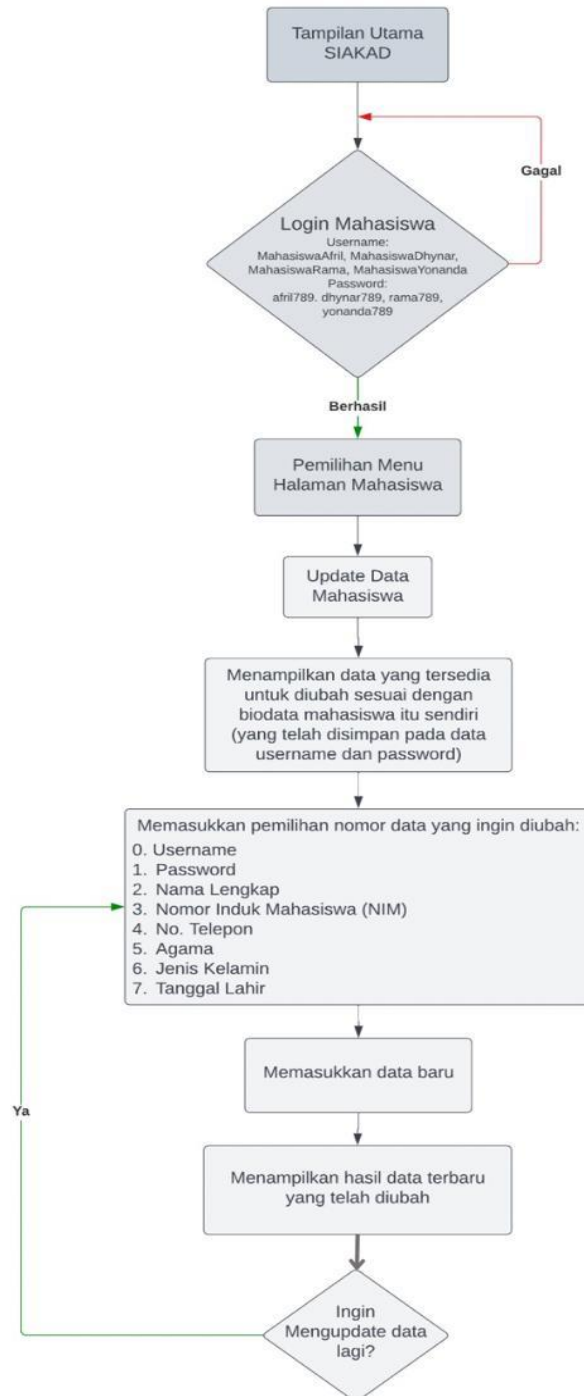 Tampilan Utama
SIAKAD
Gagal
Login Mahasiswa
Username:
MahasiswaAfril, MahasiswaDhynar,
MahasiswaRama, MahasiswaYonanda
Password:
afril789. dhynar789, rama789,
yonanda789
Berhasil
Pemilihan Menu
Halaman Mahasiswa
Update Data
Mahasiswa
Menampilkan data yang tersedia
untuk diubah sesuai dengan
biodata mahasiswa itu sendiri
(yang telah disimpan pada data
username dan password)
Memasukkan pemilihan nomor data yang ingin diubah:
0. Username
1. Password
2. Nama Lengkap
3. Nomor Induk Mahasiswa (NIM)
4. No. Telepon
5. Agama
6. Jenis Kelamin
7. Tanggal Lahir
Memasukkan data baru
Ya
Menampilkan hasil data terbaru
yang telah diubah
Ingin
Mengupdate data
lagi?